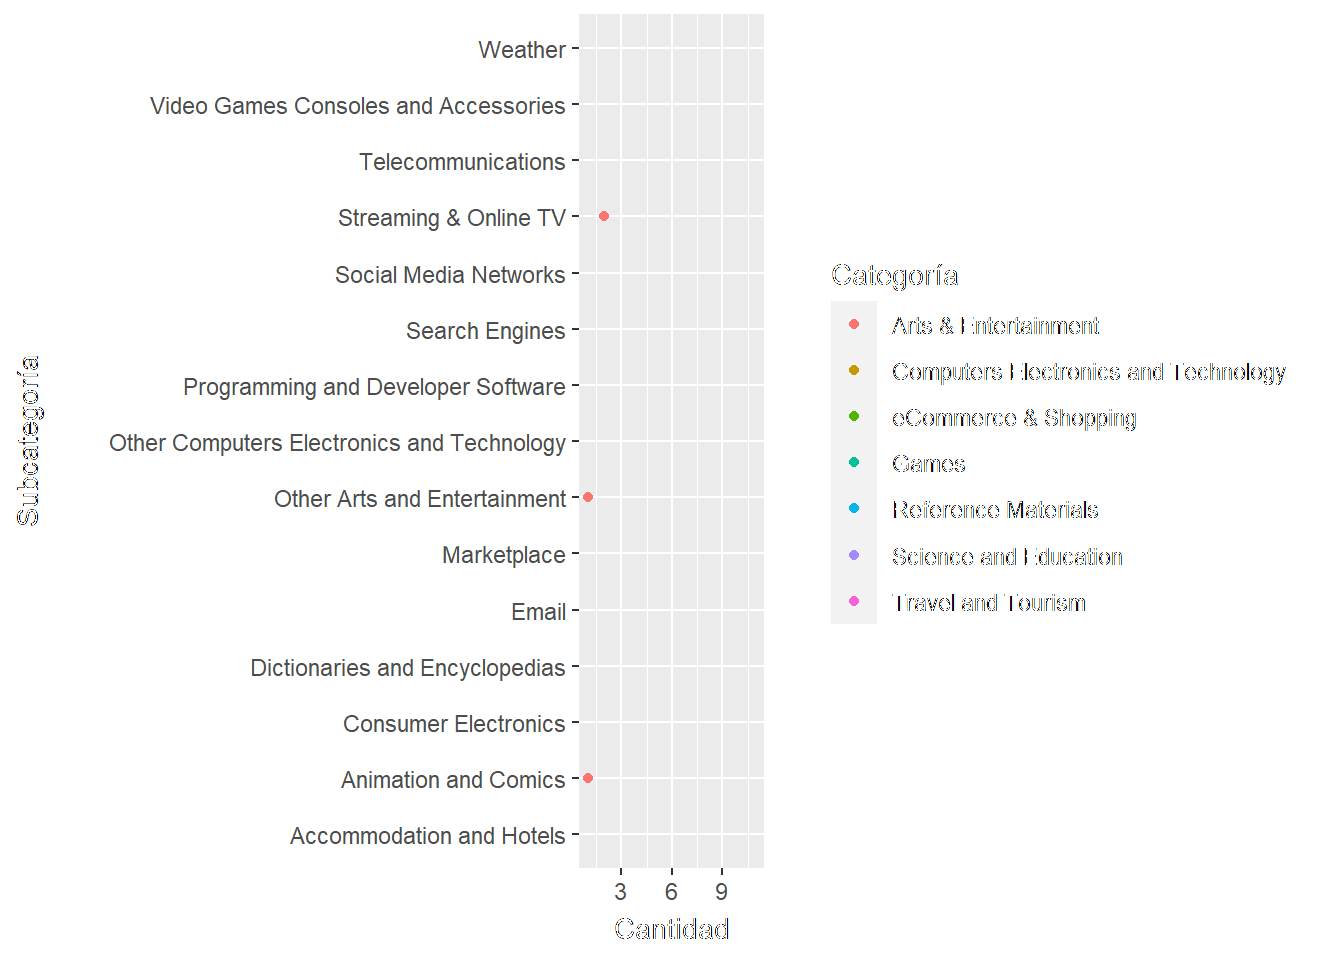 Weather
Video Games Consoles and Accessories
Telecommunications
Streaming & Online TV
Social Media Networks
Search Engines
Programming and Developer Software
Other Computers Electronics and Technology
Other Arts and Entertainment
Marketplace
Email
Dictionaries and Encyclopedias
Consumer Electronics
Animation and Comics
Accommodation and Hotels
Subcategoría
3 6 9
Cantidad
Categoría
Arts & Entertainment
Computers Electronics and Technology
eCommerce & Shopping
Games
Reference Materials
Science and Education
Travel and Tourism